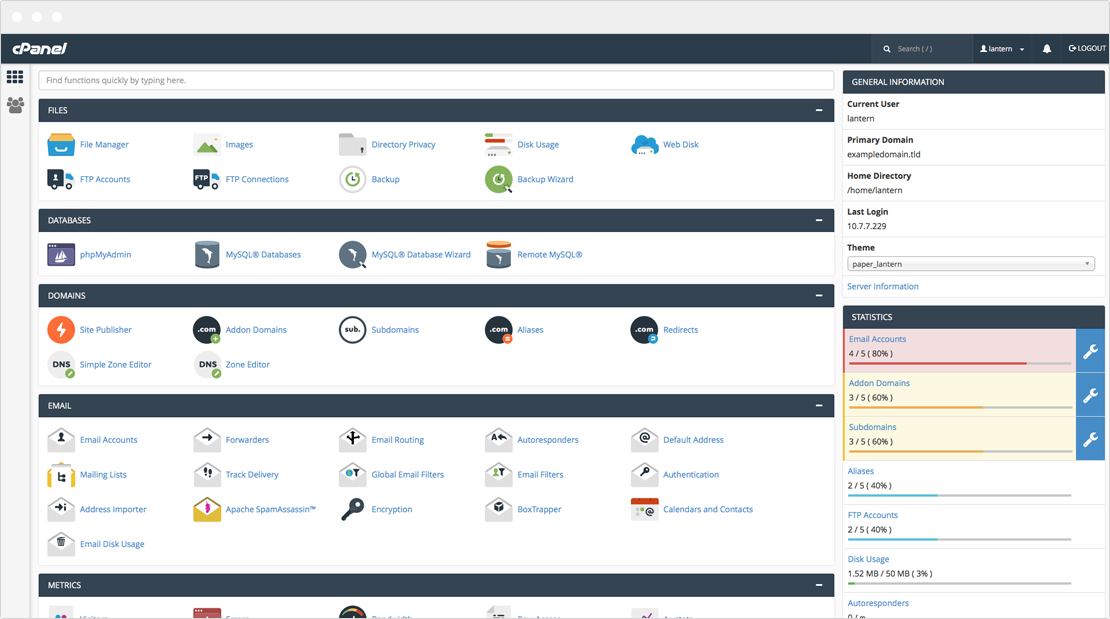 cPanel
Search ( / )
lantern
LOGOUT
Find functions quickly by typing here.
FILES
File Manager
Images
Directory Privacy
Disk Usage
Web Disk
FTP Accounts
FTP
FTP Connections
Backup
Backup Wizard
DATABASES
phpMyAdmin
MySQL® Databases
MySQL® Database Wizard
Remote MySQL®
DOMAINS
Site Publisher
.com
Addon Domains
sub.
Subdomains
.com
Aliases
.com
Redirects
DNS
Simple Zone Editor
DNS
Zone Editor
EMAIL
Email Accounts
Forwarders
Email Routing
A
Autoresponders
@
Default Address
Mailing Lists
Track Delivery
Global Email Filters
Email Filters
Authentication
Address Importer
Apache SpamAssassin™
Encryption
BoxTrapper
@
Calendars and Contacts
Email Disk Usage
METRICS
GENERAL INFORMATION
Current User
lantern
Primary Domain
exampledomain.tld
Home Directory
/home/lantern
Last Login
10.7.7.229
Theme
paper_lantern
Server Information
STATISTICS
Email Accounts
4 / 5 ( 80% )
Addon Domains
3 / 5 ( 60% )
Subdomains
3 / 5 ( 60% )
Aliases
2 / 5 ( 40% )
FTP Accounts
2 / 5 ( 40% )
Disk Usage
1.52 MB / 50 MB ( 3% )
Autoresponders